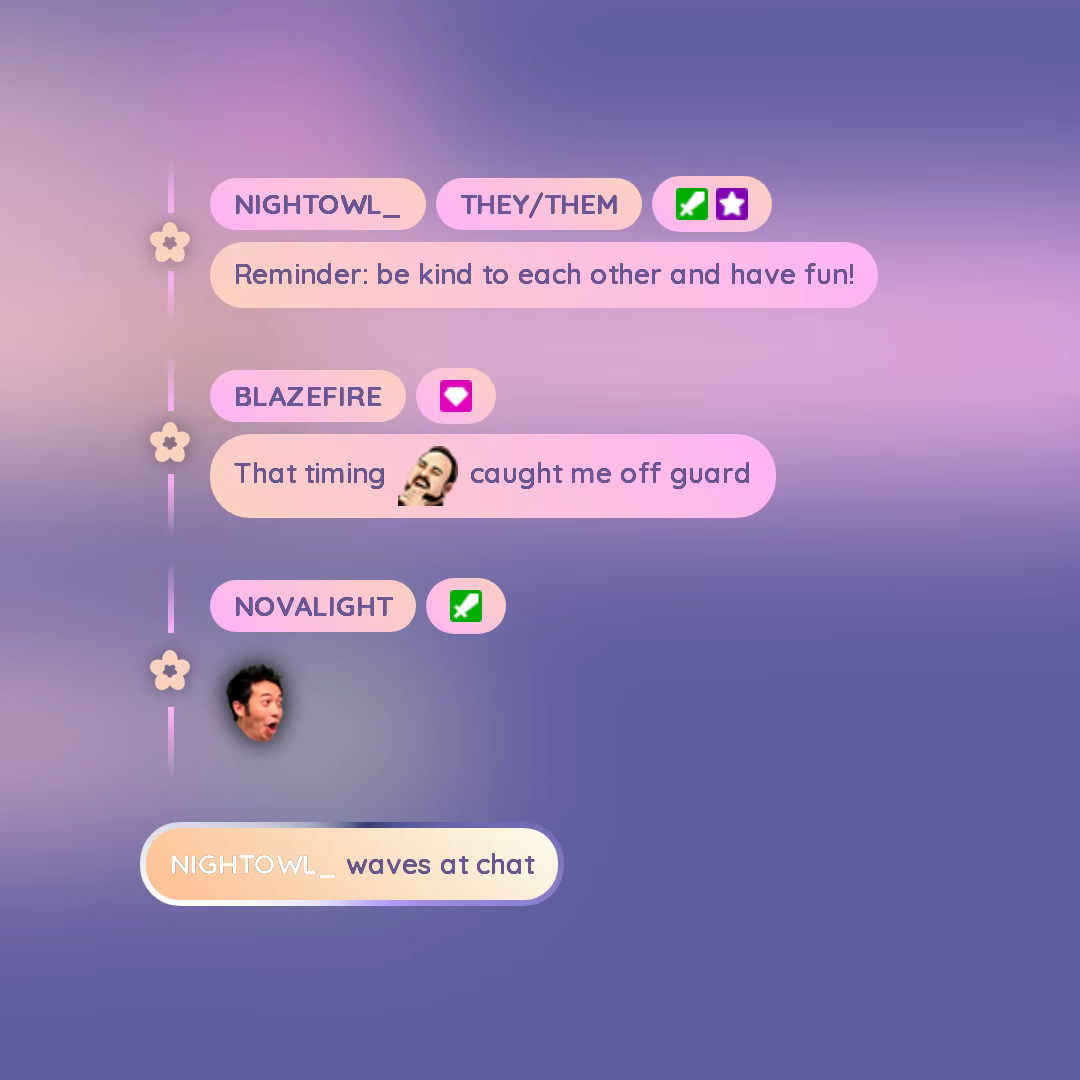 NIGHTOWL_ THEY/THEM
Reminder: be kind to each other and have fun!
BLAZEFIRE
That timing caught me off guard
NOVALIGHT
NIGHTOWL_ waves at chat